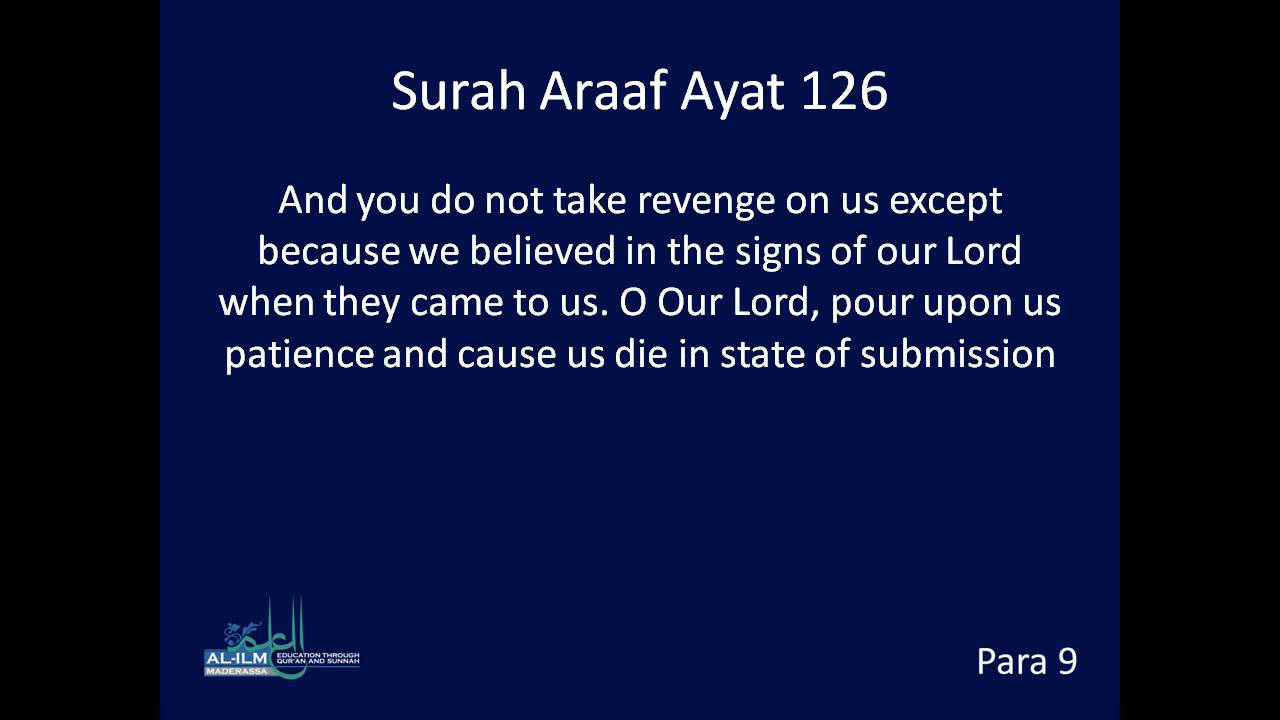 Surah Araaf Ayat 126
And you do not take revenge on us except
because we believed in the signs of our Lord
when they came to us. O Our Lord, pour upon us
patience and cause us die in state of submission
العلم
AL-ILM
MADERASSA
EDUCATION THROUGH
QUR'AN AND SUNNAH
Para 9